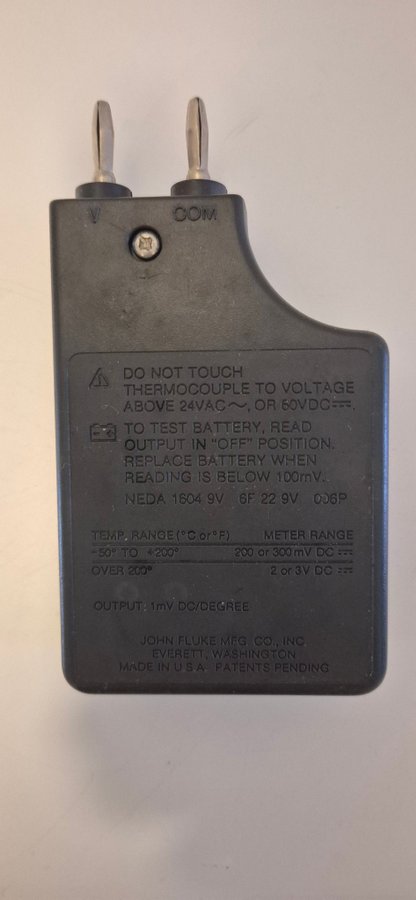 V COM
DO NOT TOUCH
THERMOCOUPLE TO VOLTAGE
ABOVE 24VAC ∼, OR 60VDC ⎓.
TO TEST BATTERY, READ
OUTPUT IN "OFF" POSITION.
REPLACE BATTERY WHEN
READING IS BELOW 100mV.
NEDA 1604 9V 6F 22 9V 006P
TEMP. RANGE (°C or °F) METER RANGE
-50° TO +200° 200 or 300mV DC ⎓
OVER 200° 2 or 3V DC ⎓
OUTPUT: 1mV DC/DEGREE
JOHN FLUKE MFG. CO., INC
EVERETT, WASHINGTON
MADE IN U.S.A. PATENTS PENDING